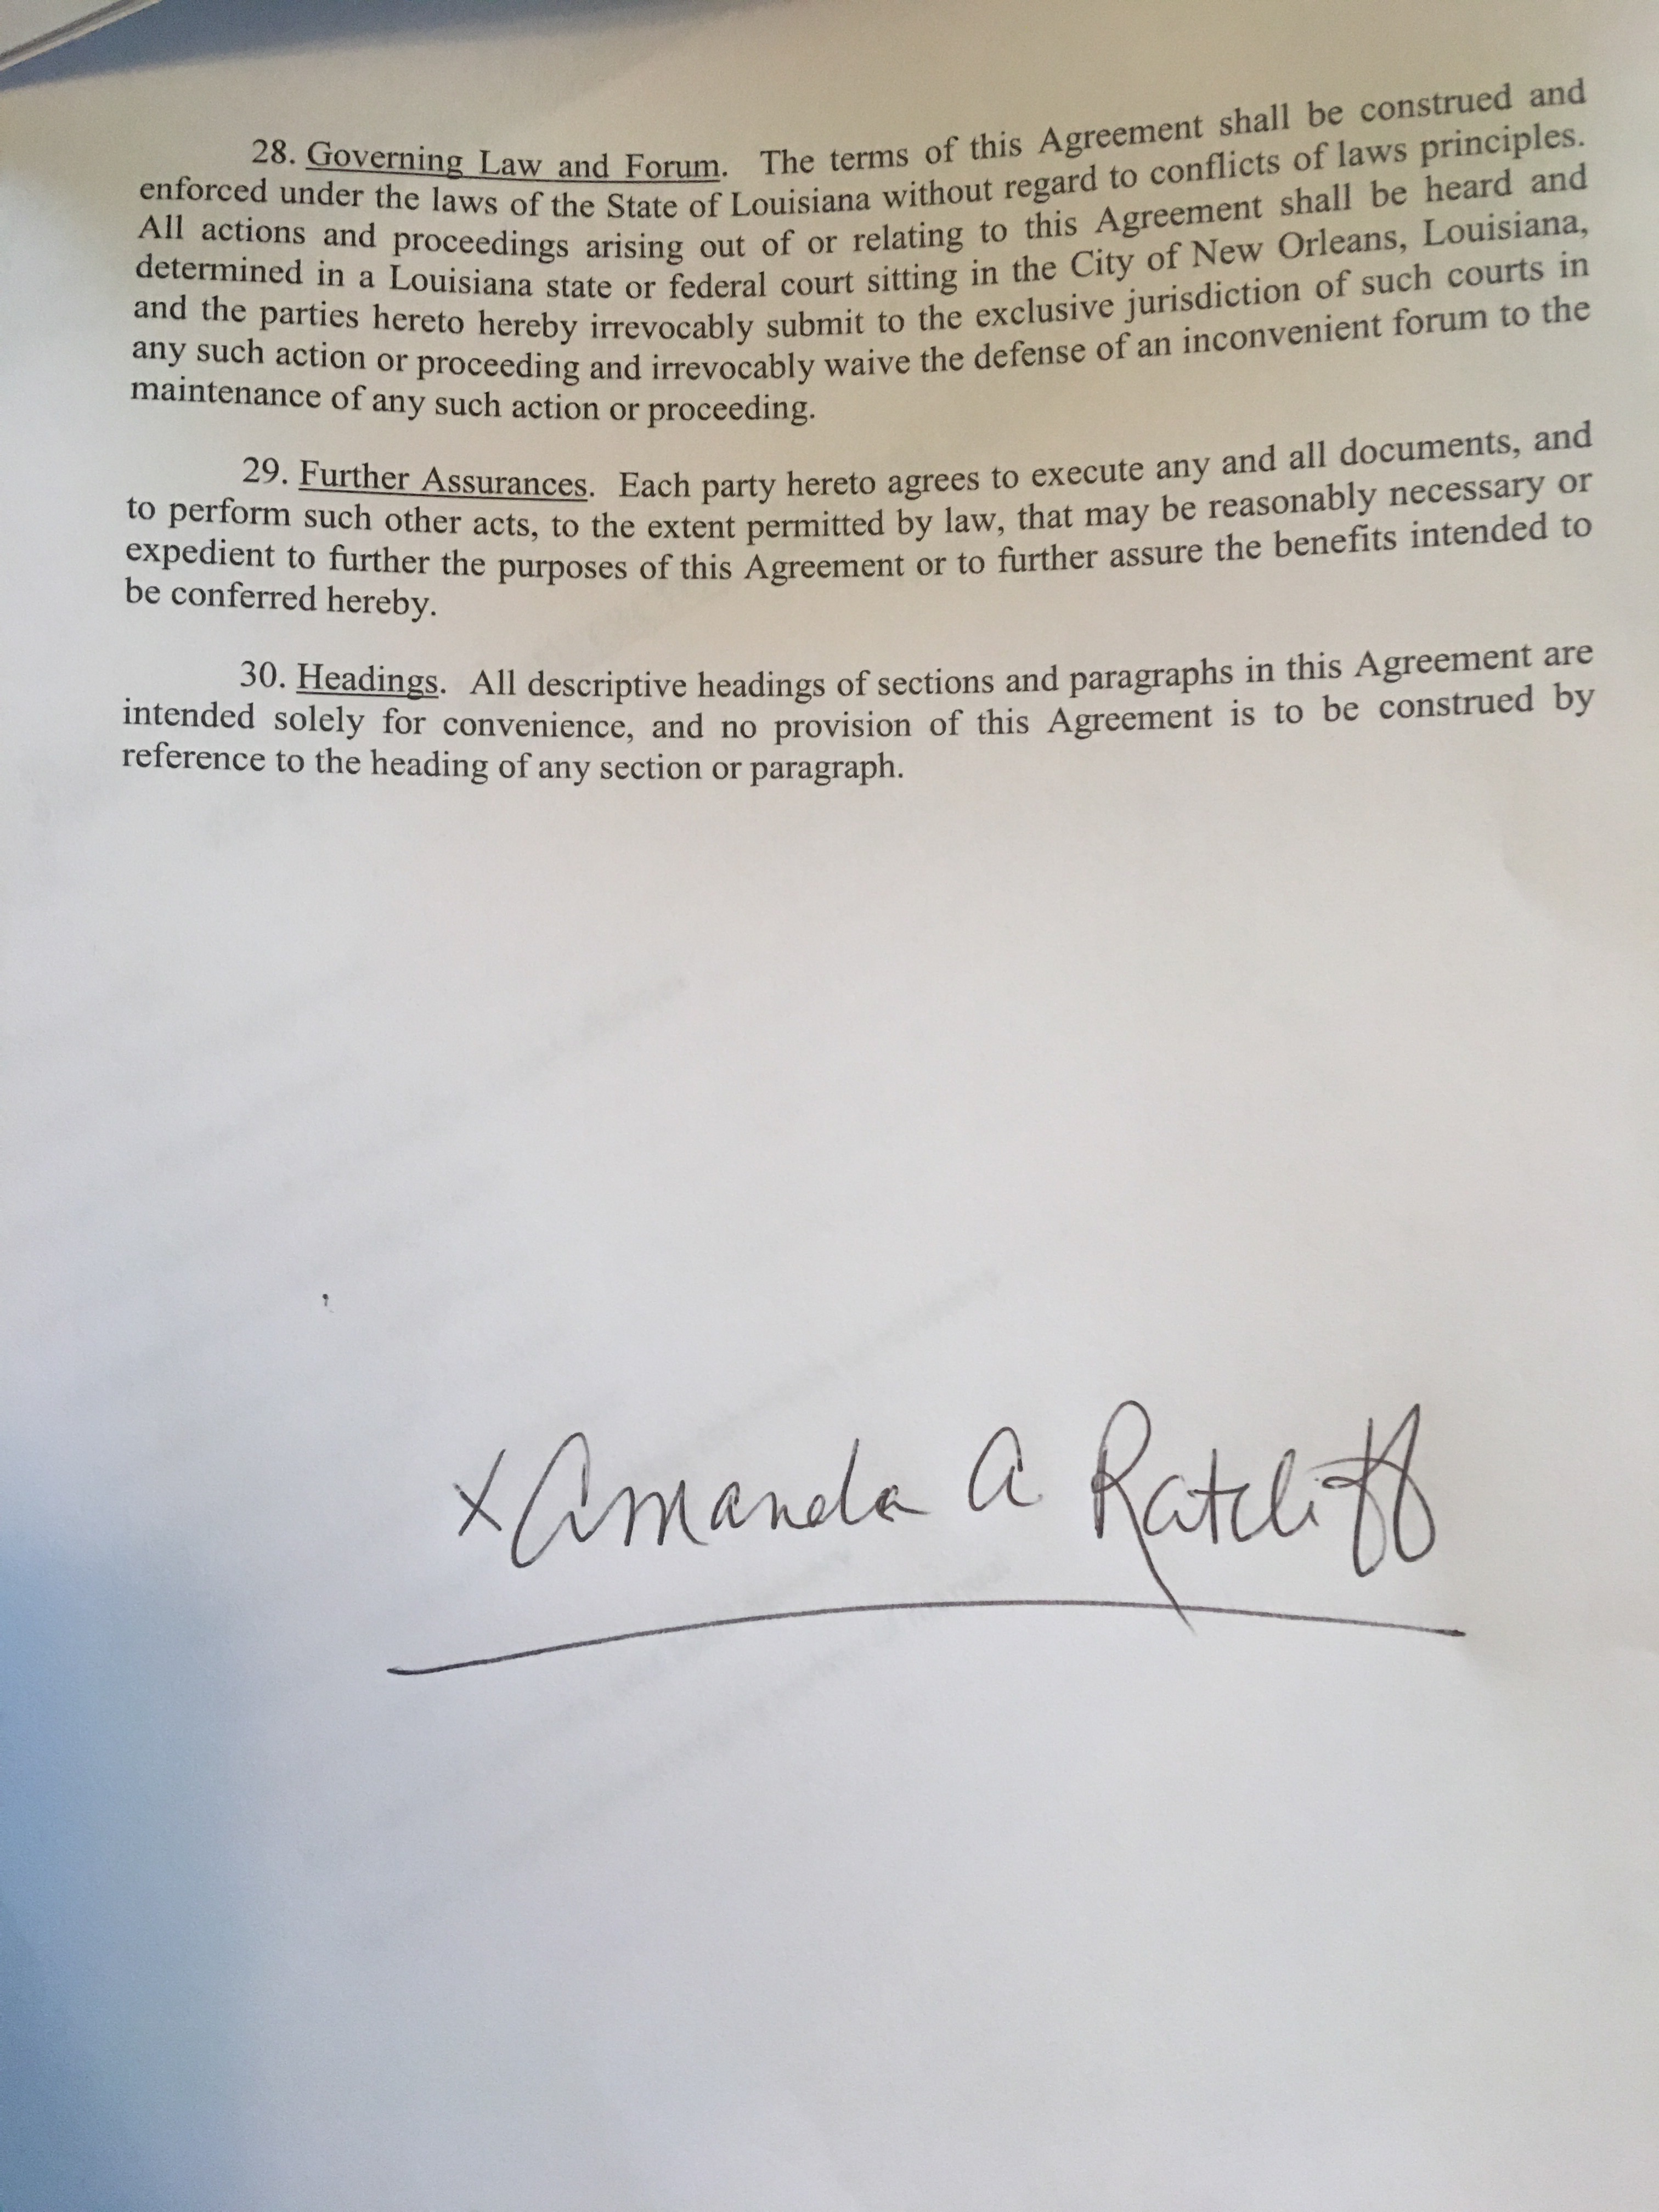 28. Governing Law and Forum. The terms of this Agreement shall be construed and
enforced under the laws of the State of Louisiana without regard to conflicts of laws principles.
All actions and proceedings arising out of or relating to this Agreement shall be heard and
determined in a Louisiana state or federal court sitting in the City of New Orleans, Louisiana,
and the parties hereto hereby irrevocably submit to the exclusive jurisdiction of such courts in
any such action or proceeding and irrevocably waive the defense of an inconvenient forum to the
maintenance of any such action or proceeding.
29. Further Assurances. Each party hereto agrees to execute any and all documents, and
to perform such other acts, to the extent permitted by law, that may be reasonably necessary or
expedient to further the purposes of this Agreement or to further assure the benefits intended to
be conferred hereby.
30. Headings. All descriptive headings of sections and paragraphs in this Agreement are
intended solely for convenience, and no provision of this Agreement is to be construed by
reference to the heading of any section or paragraph.
x Amanda A Ratcliff